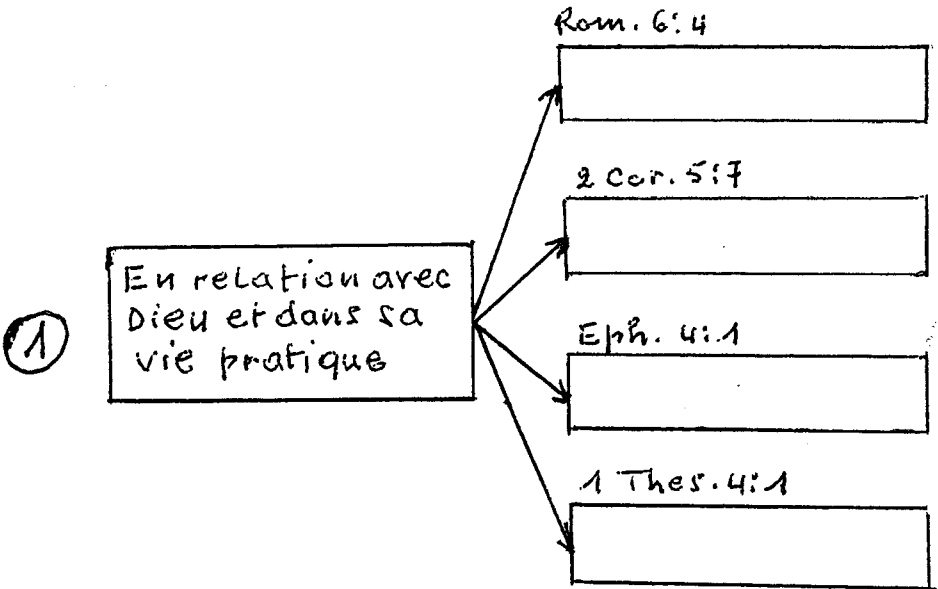 Rom. 6:4
2 Cor. 5:7
① En relation avec
Dieu et dans sa
vie pratique
Eph. 4:1
1 Thes. 4:1